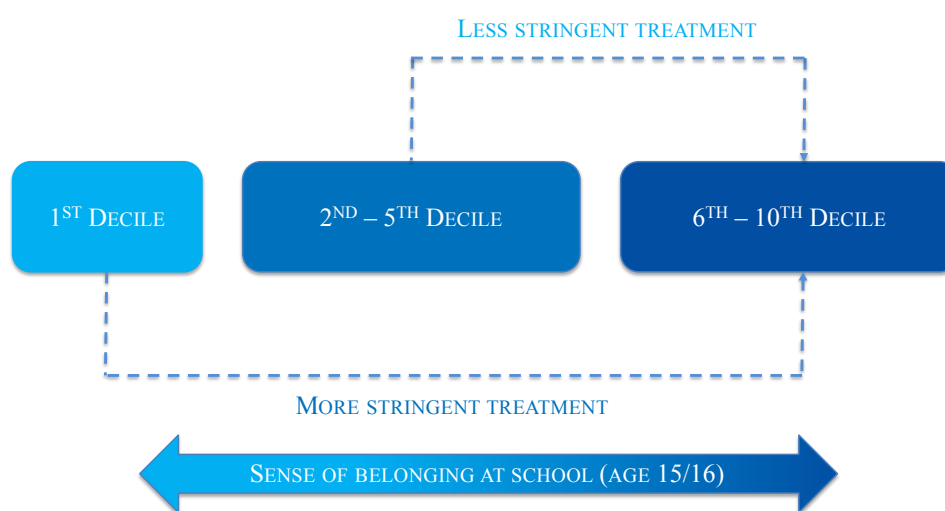 LESS STRINGENT TREATMENT
1ST DECILE
2ND – 5TH DECILE
6TH – 10TH DECILE
MORE STRINGENT TREATMENT
SENSE OF BELONGING AT SCHOOL (AGE 15/16)